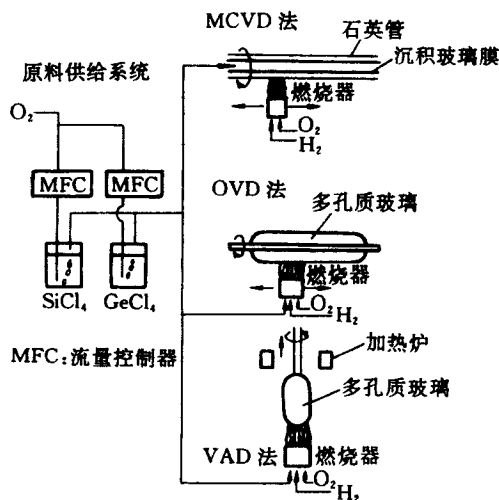 MCVD 法
石英管
沉积玻璃膜
原料供给系统
燃烧器
O₂
O₂
H₂
MFC
MFC
OVD 法
多孔质玻璃
SiCl₄
GeCl₄
燃烧器
O₂
H₂
MFC:流量控制器
加热炉
多孔质玻璃
VAD 法
燃烧器
O₂
H₂